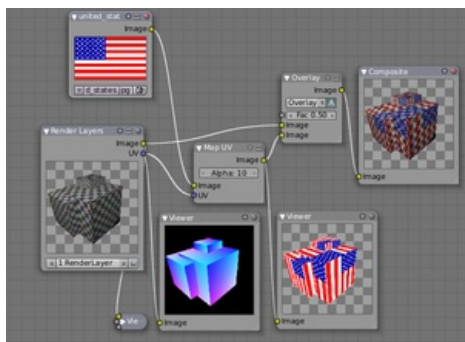 united_stat
Image
d_states.jpg
Render Layers
Image
UV
1 RenderLayer
Map UV
Image
Alpha: 10
Image
UV
Overlay
Image
Overlay
A
Fac 0.50
Image
Image
Composite
Image
Viewer
Image
Viewer
Image
Vie